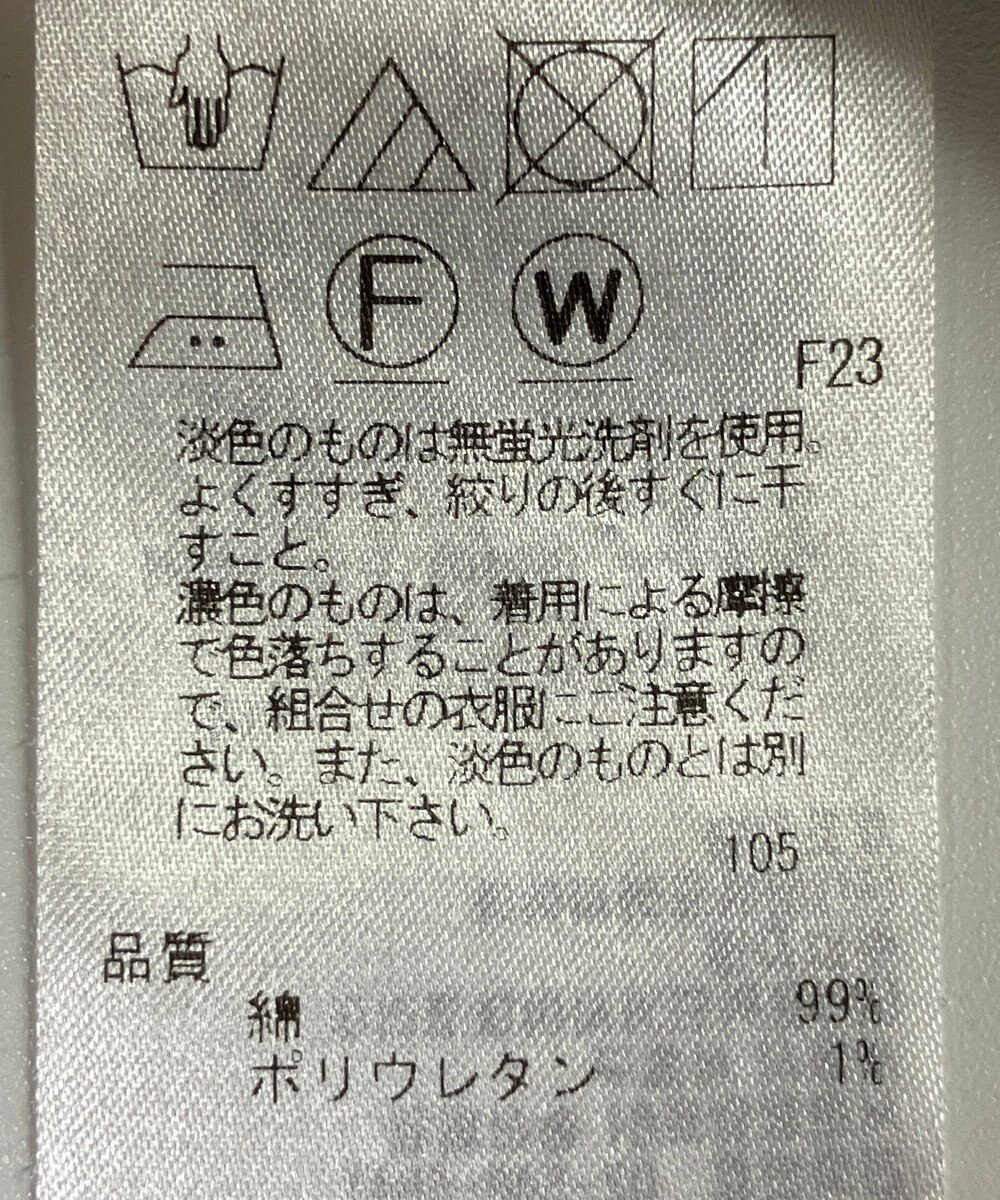 F
W
F23
淡色のものは無蛍光洗剤を使用。
よくすすぎ、絞りの後すぐに干
すこと。
濃色のものは、着用による摩擦
で色落ちすることがありますの
で、組合せの衣服にご注意くだ
さい。また、淡色のものとは別
にお洗い下さい。
105
品質
綿 99%
ポリウレタン 1%